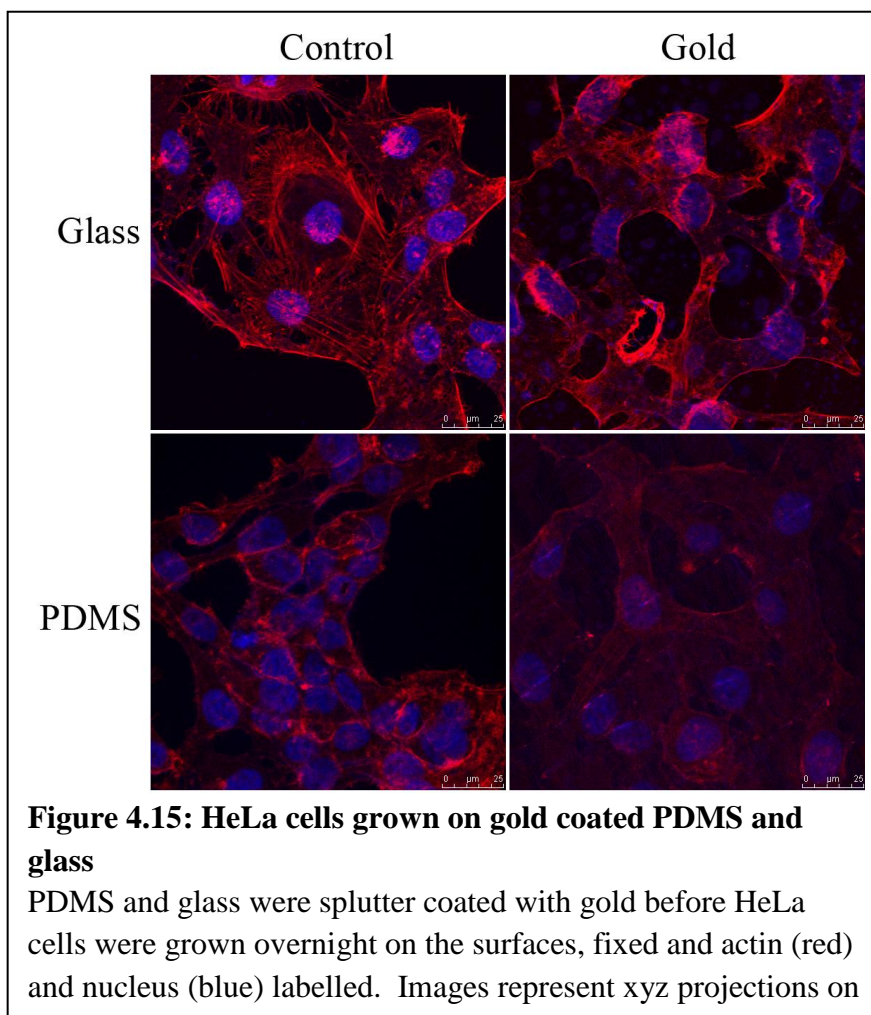 Control Gold
Glass
0 µm 25 0 µm 25
PDMS
0 µm 25 0 µm 25
Figure 4.15: HeLa cells grown on gold coated PDMS and
glass
PDMS and glass were splutter coated with gold before HeLa
cells were grown overnight on the surfaces, fixed and actin (red)
and nucleus (blue) labelled. Images represent xyz projections on